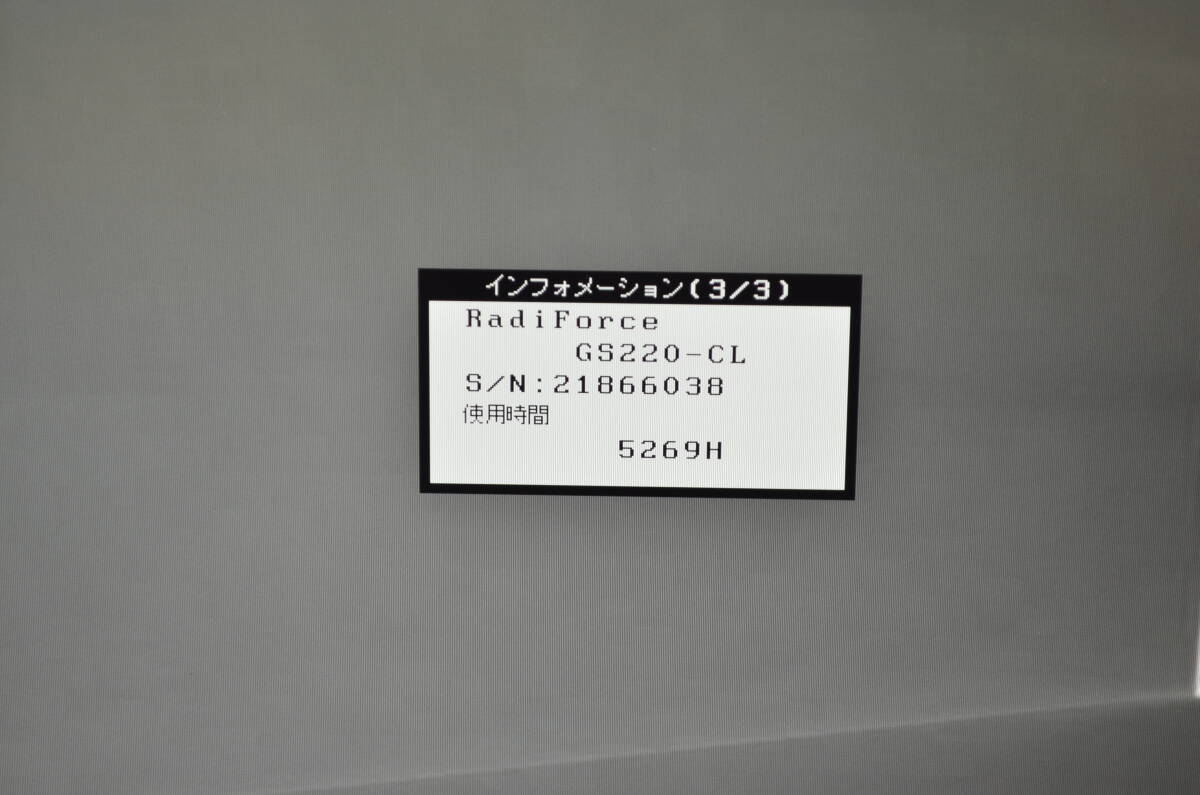 インフォメーション(3/3)
RadiForce
GS220-CL
S/N:21866038
使用時間
5269H